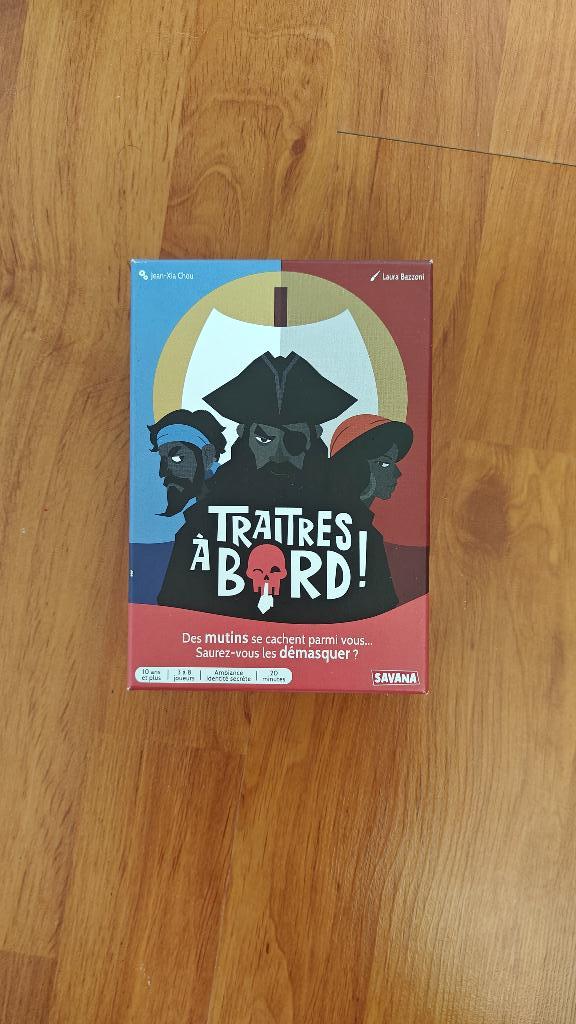 Jean-Xia Chou
Laura Bazzoni
TRAITRES
À BORD!
Des mutins se cachent parmi vous...
Saurez-vous les démasquer ?
10 ans et plus
3 à 8 joueurs
Ambiance identité secrète
20 minutes
SAVANA